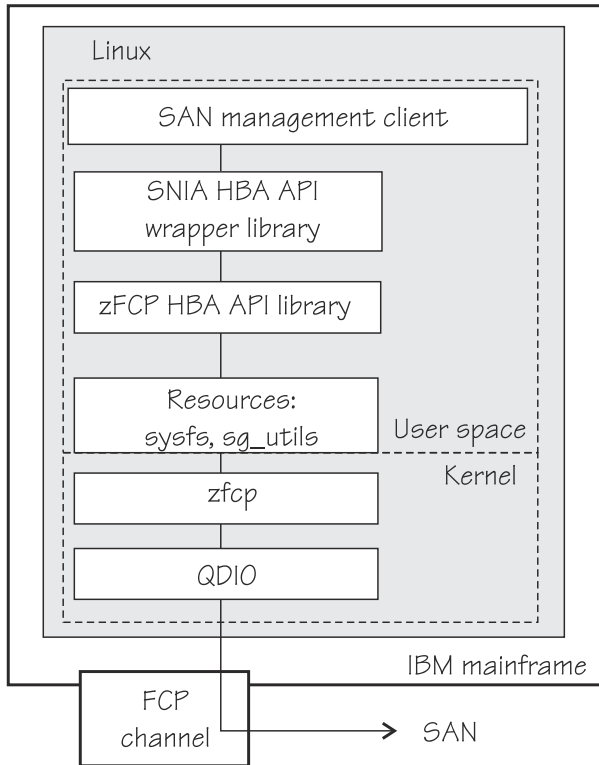 Linux
SAN management client
SNIA HBA API
wrapper library
zFCP HBA API library
Resources:
sysfs, sg_utils
User space
Kernel
zfcp
QDIO
IBM mainframe
FCP
channel
SAN